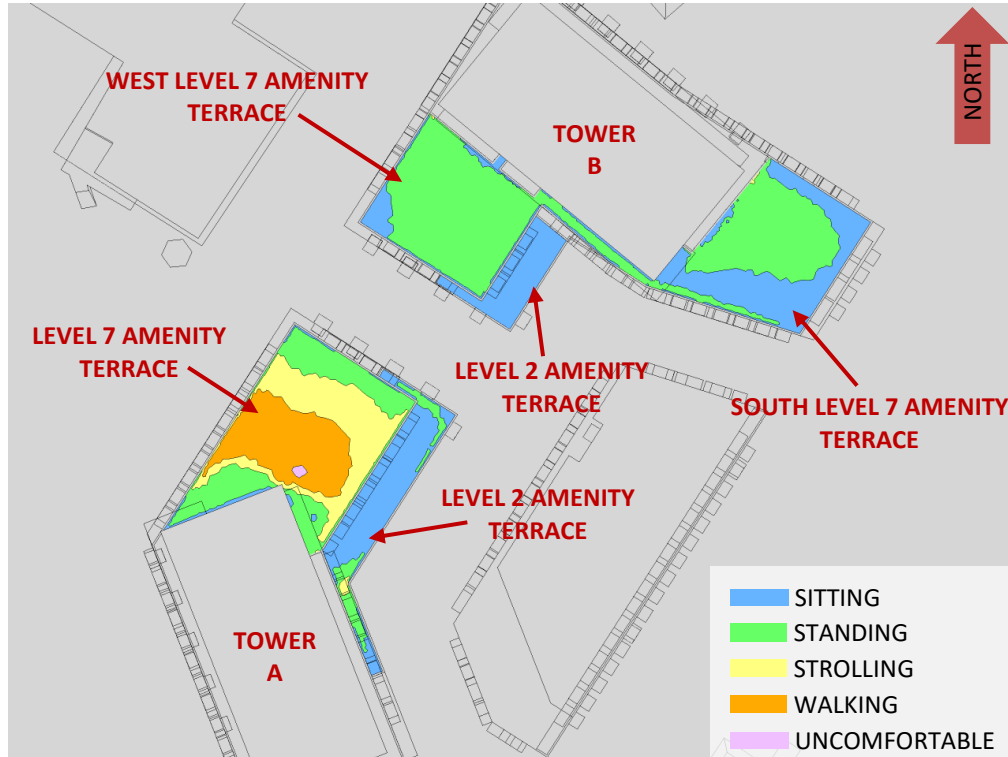 WEST LEVEL 7 AMENITY
TERRACE
TOWER
B
NORTH
LEVEL 7 AMENITY
TERRACE
LEVEL 2 AMENITY
TERRACE
SOUTH LEVEL 7 AMENITY
TERRACE
LEVEL 2 AMENITY
TERRACE
TOWER
A
SITTING
STANDING
STROLLING
WALKING
UNCOMFORTABLE